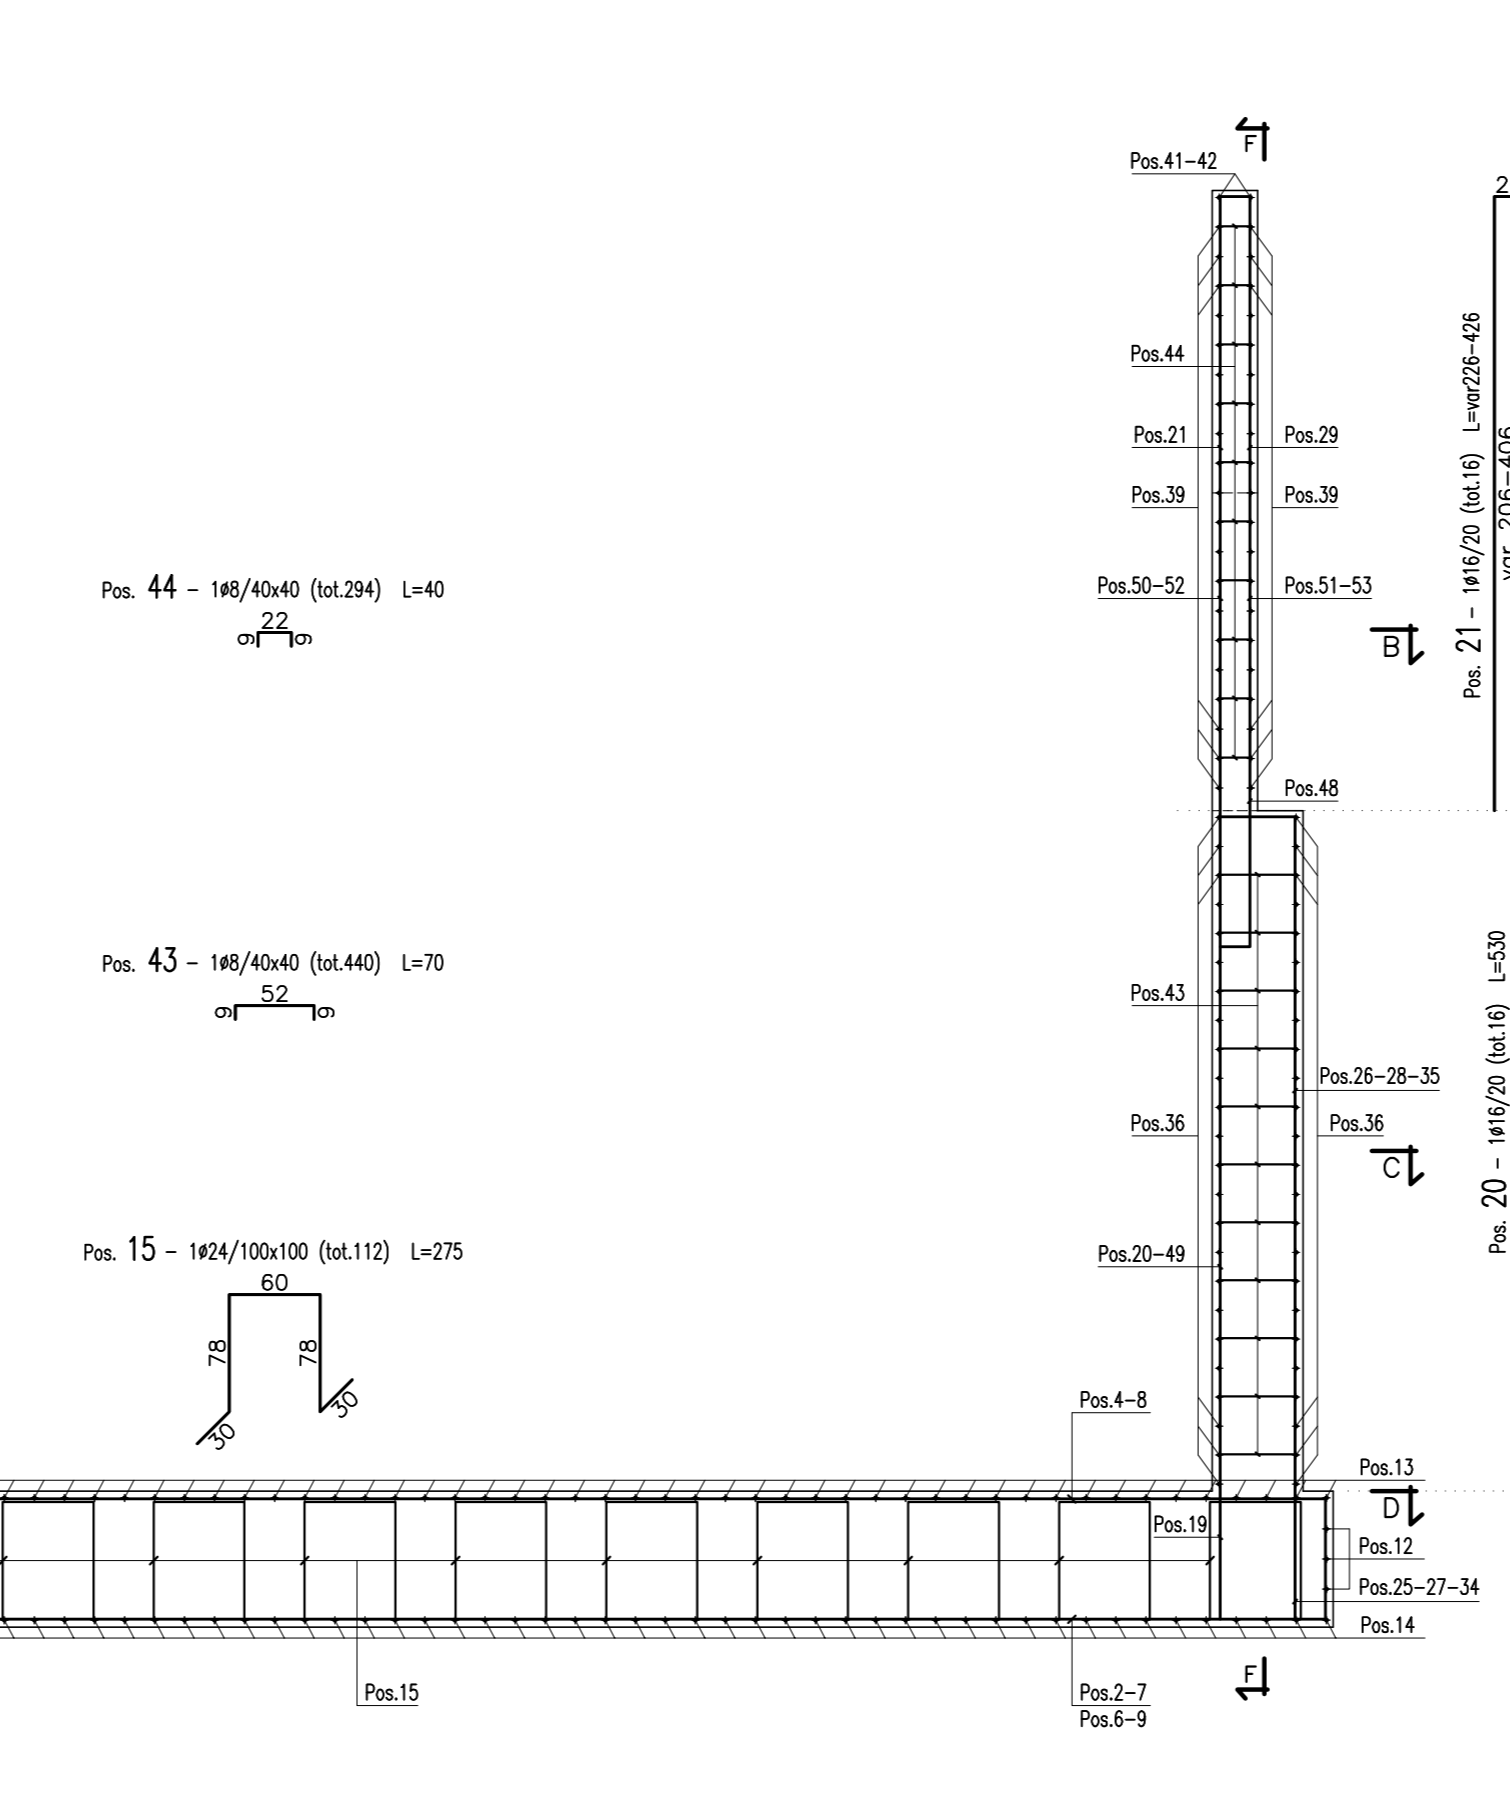 F
Pos.41-42
2
Pos.44
Pos.21
Pos.29
Pos.39
Pos.39
Pos. 44 - 1ø8/40x40 (tot.294) L=40
22
9
9
Pos.50-52
Pos.51-53
B
Pos. 21 - 1ø16/20 (tot.16) L=var226-426
var. 206-406
Pos.48
Pos. 43 - 1ø8/40x40 (tot.440) L=70
52
9
9
Pos.43
Pos.26-28-35
Pos.36
Pos.36
C
Pos. 20 - 1ø16/20 (tot.16) L=530
Pos. 15 - 1ø24/100x100 (tot.112) L=275
60
78
78
30
30
Pos.20-49
Pos.4-8
Pos.13
D
Pos.19
Pos.12
Pos.25-27-34
Pos.14
F
Pos.15
Pos.2-7
Pos.6-9